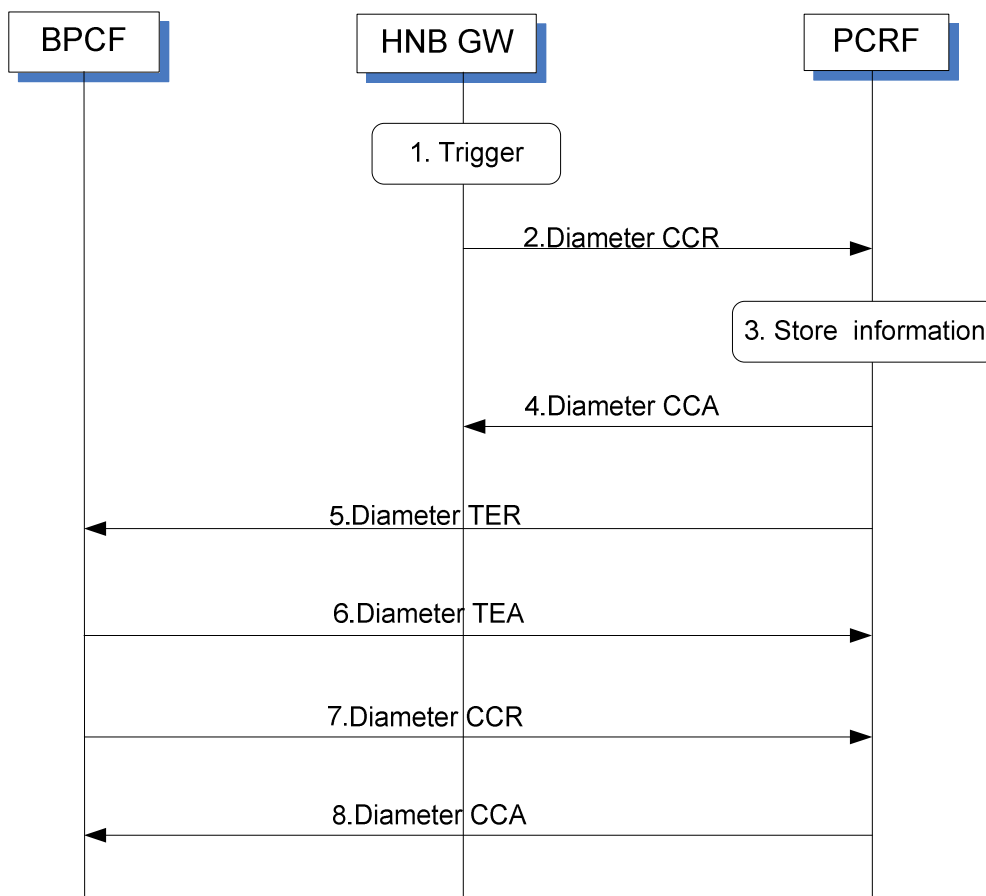 BPCF
HNB GW
PCRF
1. Trigger
2.Diameter CCR
3. Store  information
4.Diameter CCA
5.Diameter TER
6.Diameter TEA
7.Diameter CCR
8.Diameter CCA